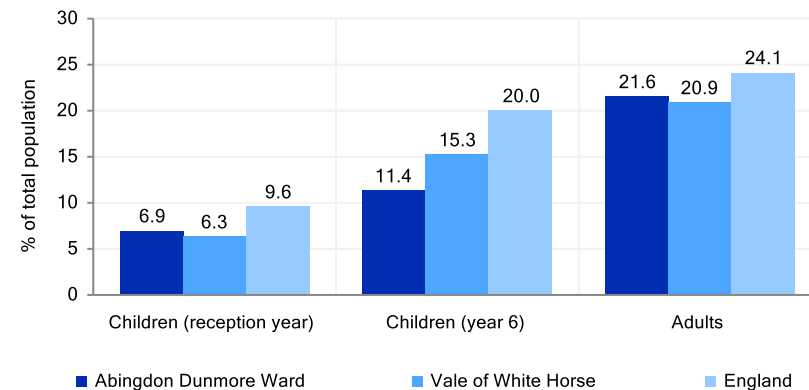 30
25
20
15
10
5
0
% of total population
6.9
6.3
9.6
11.4
15.3
20.0
21.6
20.9
24.1
Children (reception year)
Children (year 6)
Adults
Abingdon Dunmore Ward
Vale of White Horse
England